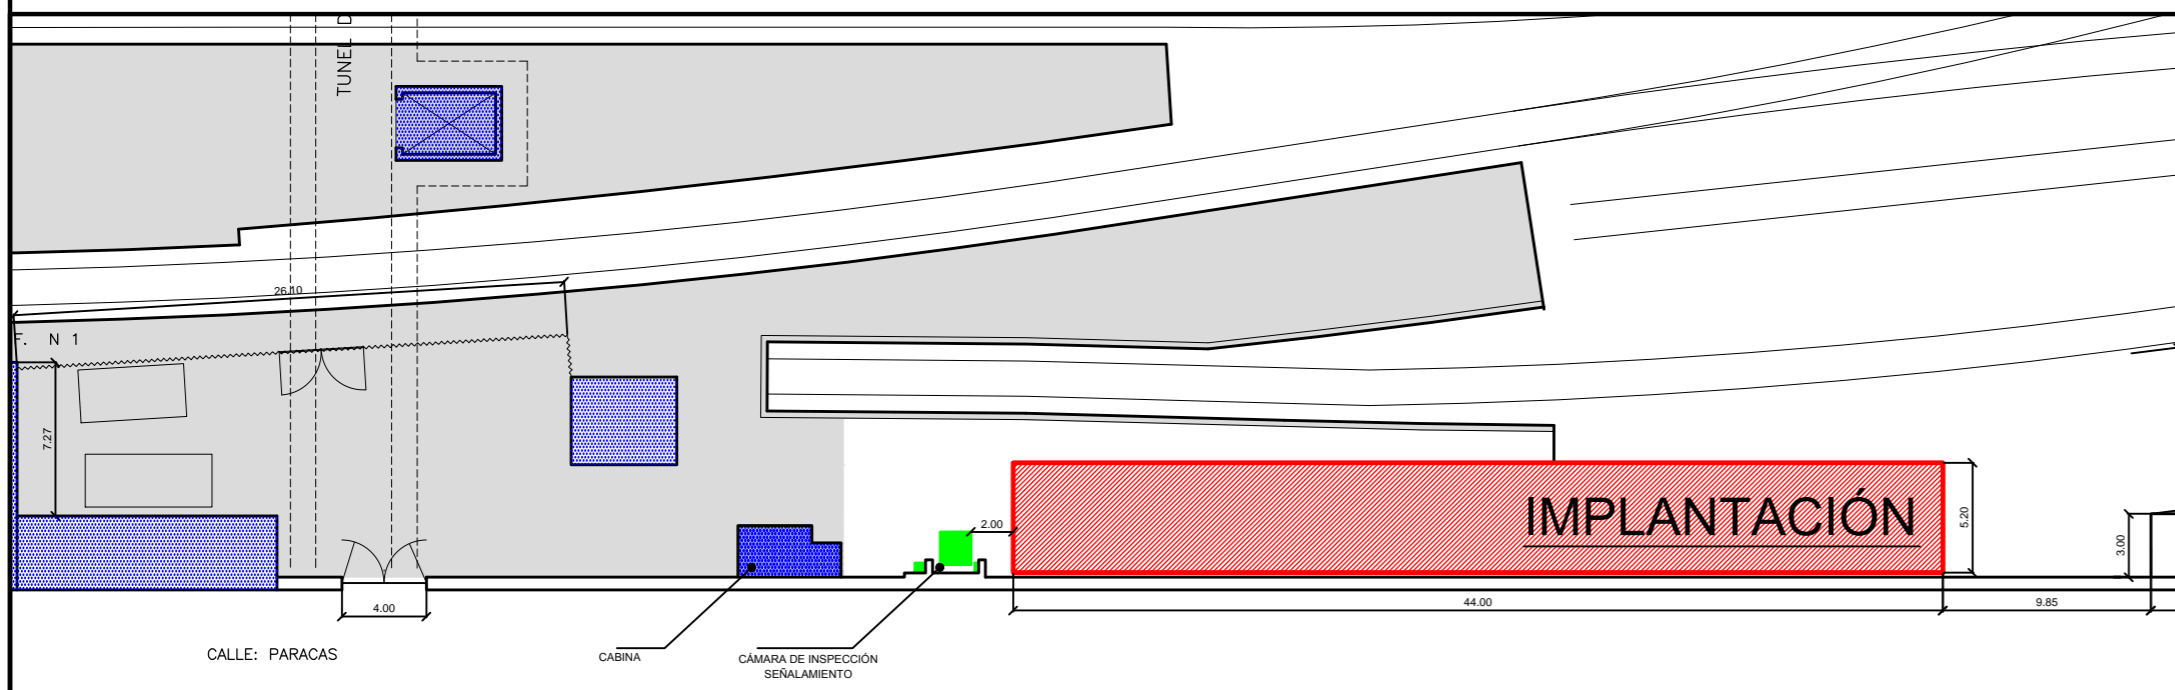 TUNEL D
26.10
F. N 1
7.27
2.00
IMPLANTACIÓN
5.20
3.00
4.00
44.00
9.85
CALLE: PARACAS
CABINA
CÁMARA DE INSPECCIÓN
SEÑALAMIENTO